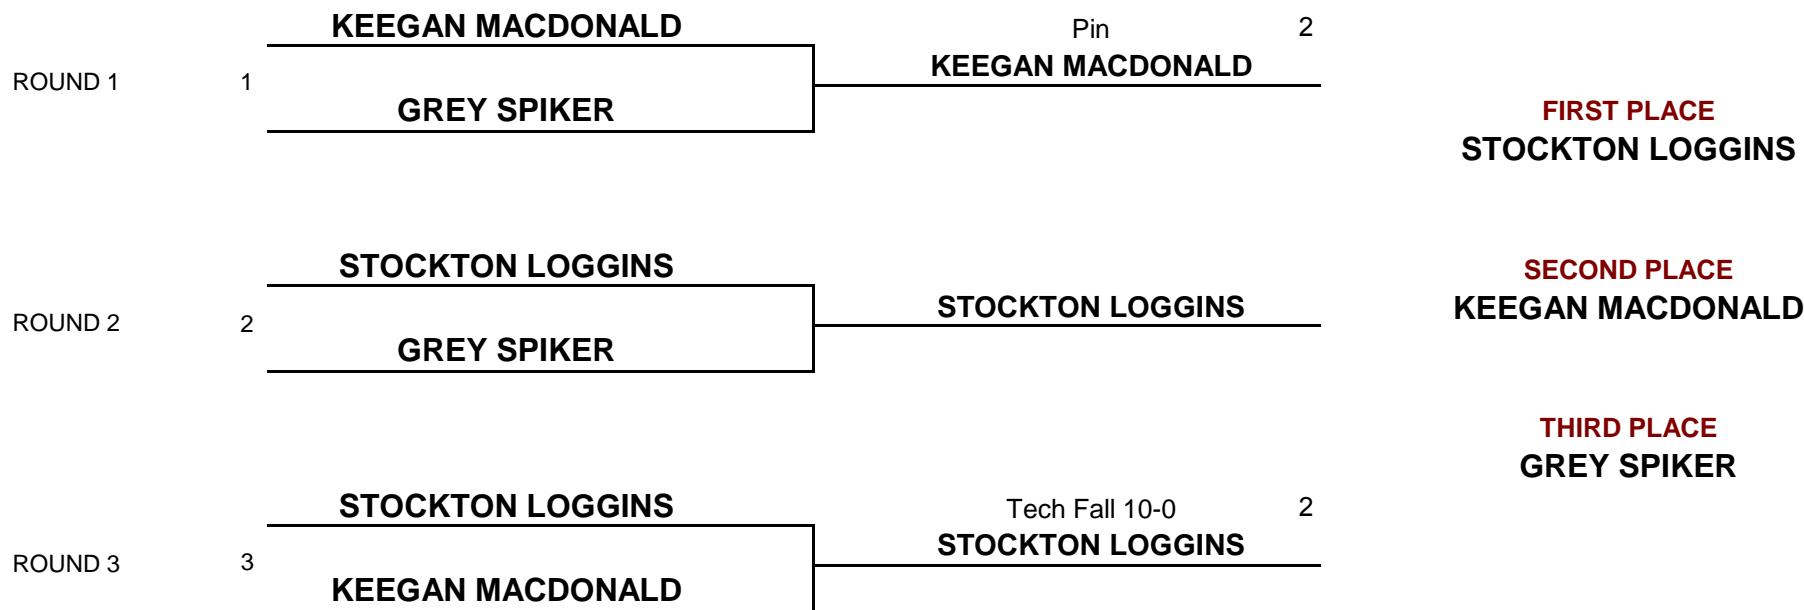 KEEGAN MACDONALD
Pin 2
KEEGAN MACDONALD
ROUND 1 1
GREY SPIKER
FIRST PLACE
STOCKTON LOGGINS
STOCKTON LOGGINS
SECOND PLACE
STOCKTON LOGGINS
KEEGAN MACDONALD
ROUND 2 2
GREY SPIKER
THIRD PLACE
GREY SPIKER
STOCKTON LOGGINS
Tech Fall 10-0 2
STOCKTON LOGGINS
ROUND 3 3
KEEGAN MACDONALD